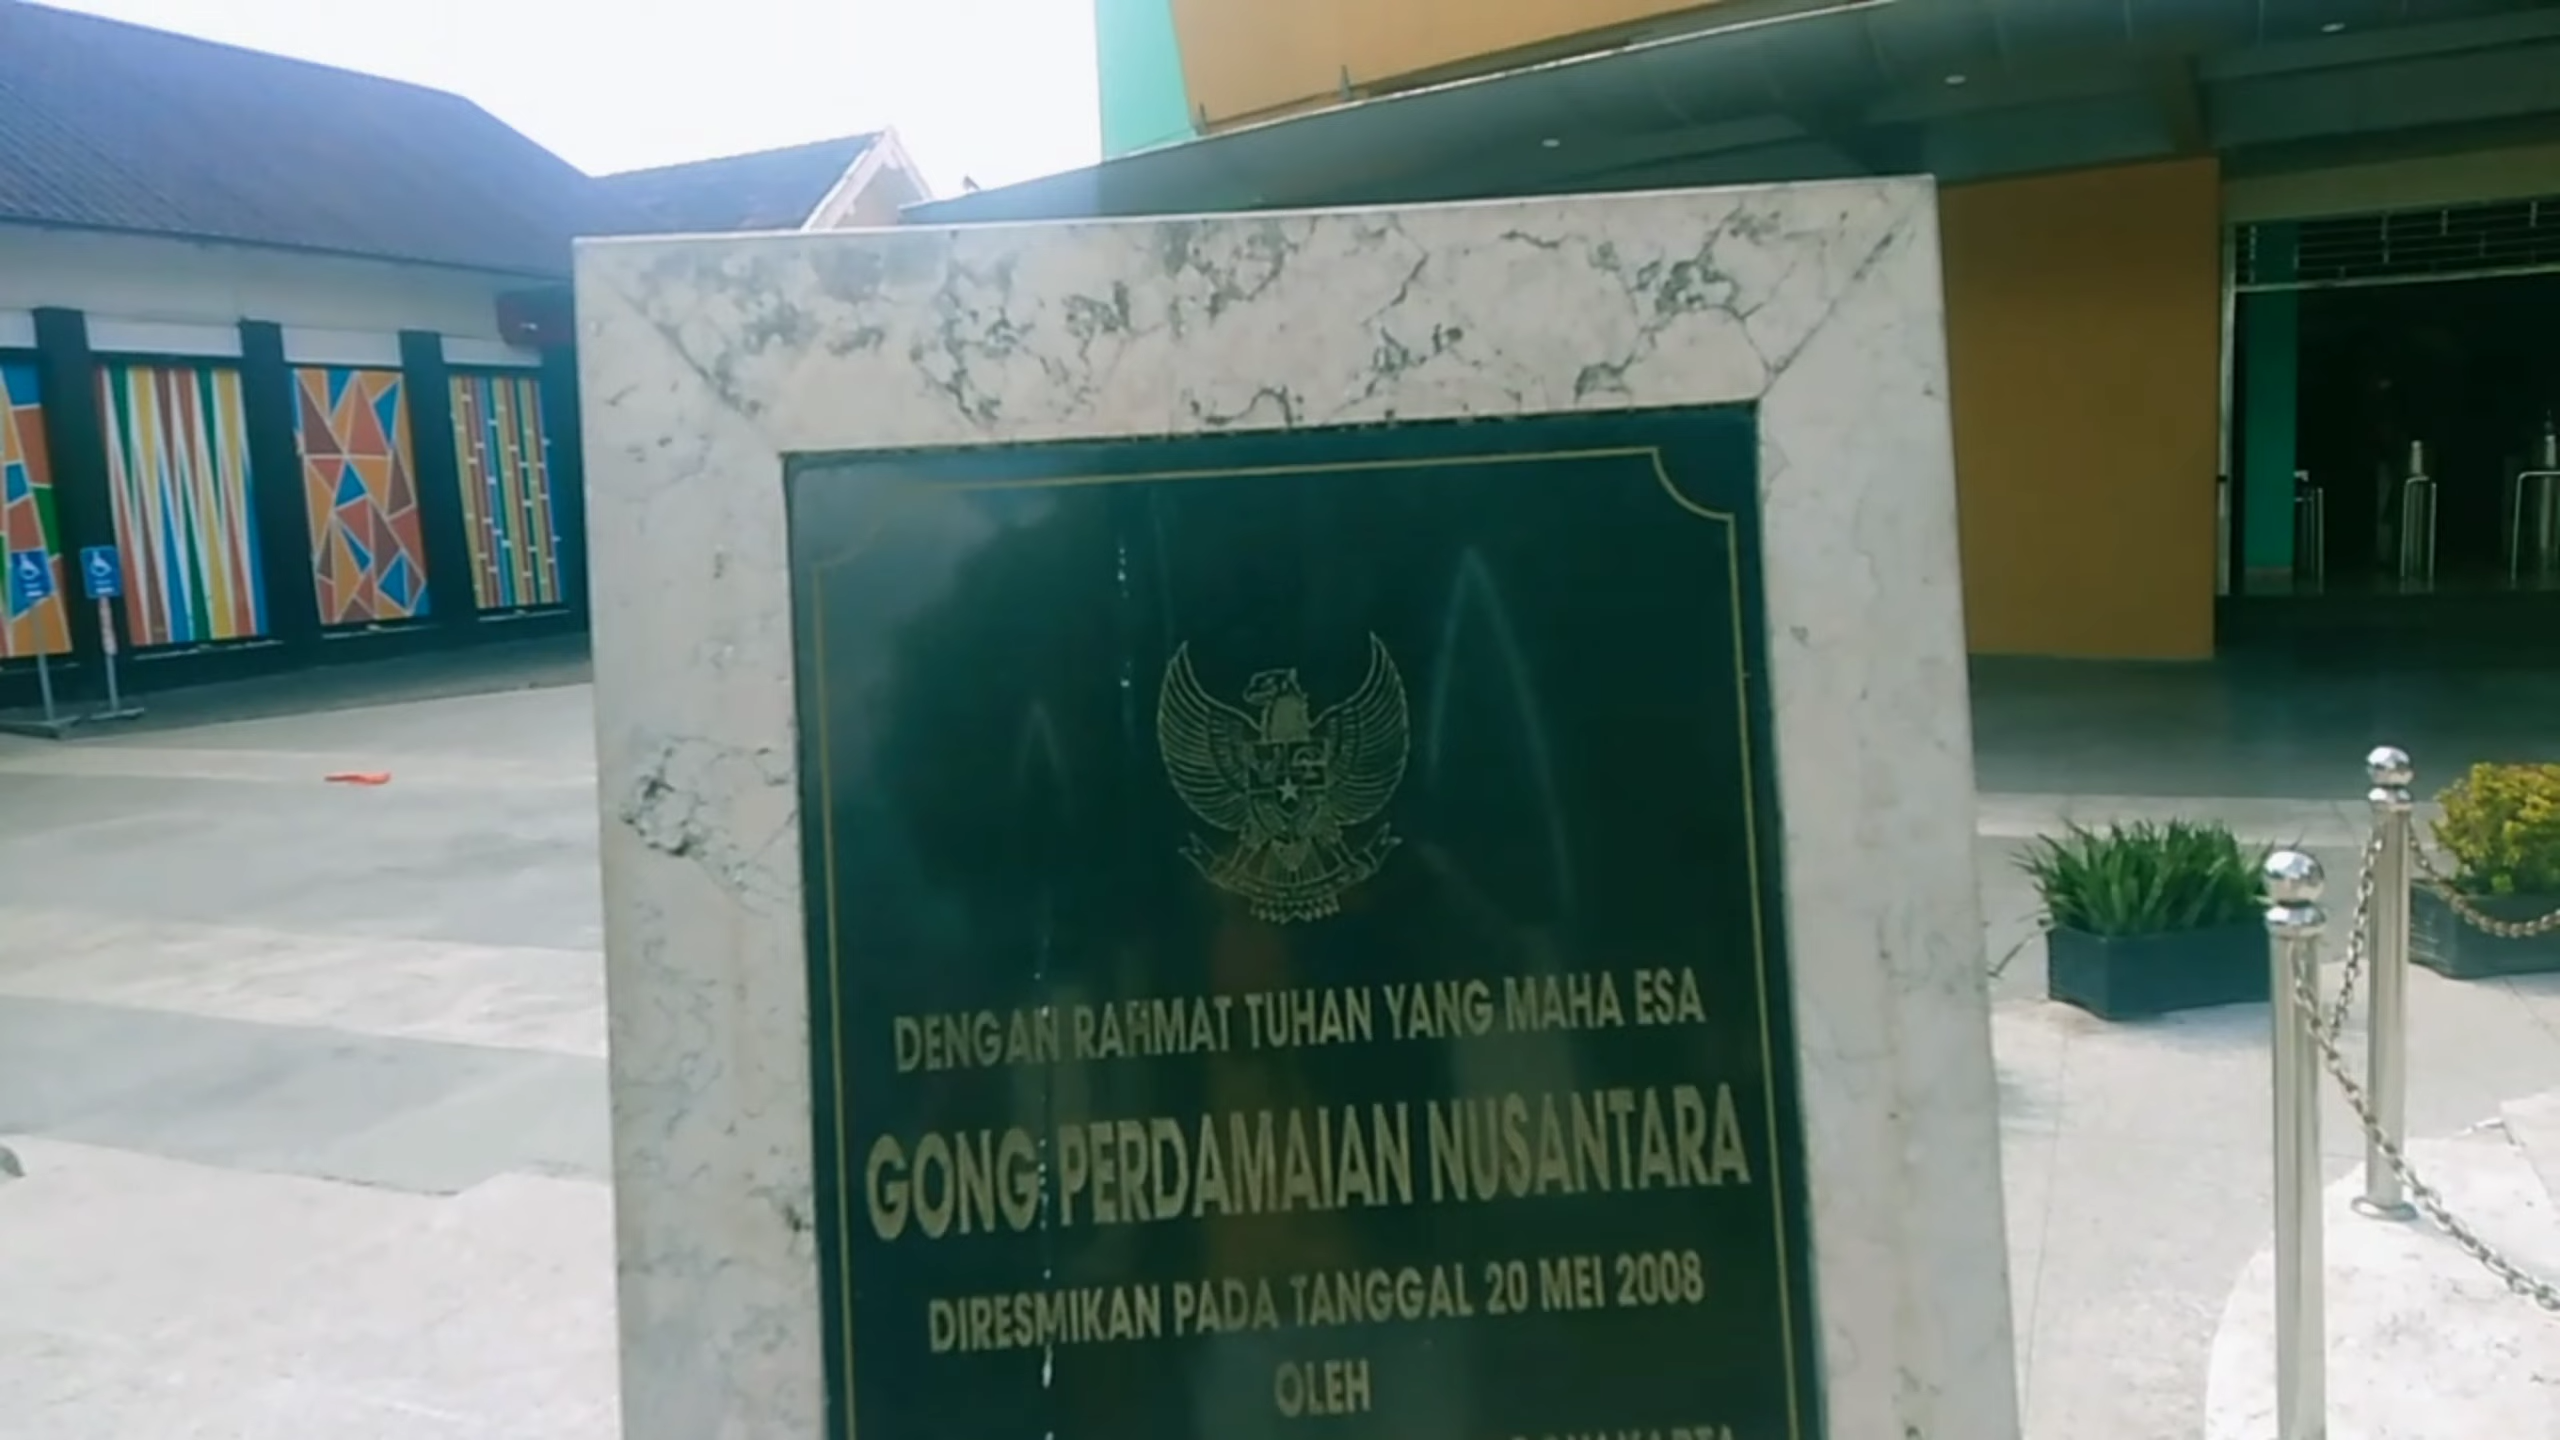 DENGAN RAHMAT TUHAN YANG MAHA ESA
GONG PERDAMAIAN NUSANTARA
DIRESMIKAN PADA TANGGAL 20 MEI 2008
OLEH